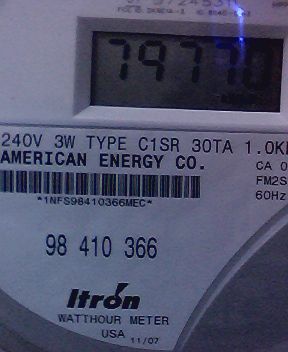 79770
240V 3W TYPE C1SR 30TA 1.0K
AMERICAN ENERGY CO.
CA 0
FM2S
60Hz
*1NFS98410366MEC*
98 410 366
Itron
WATTHOUR METER
USA 11/07